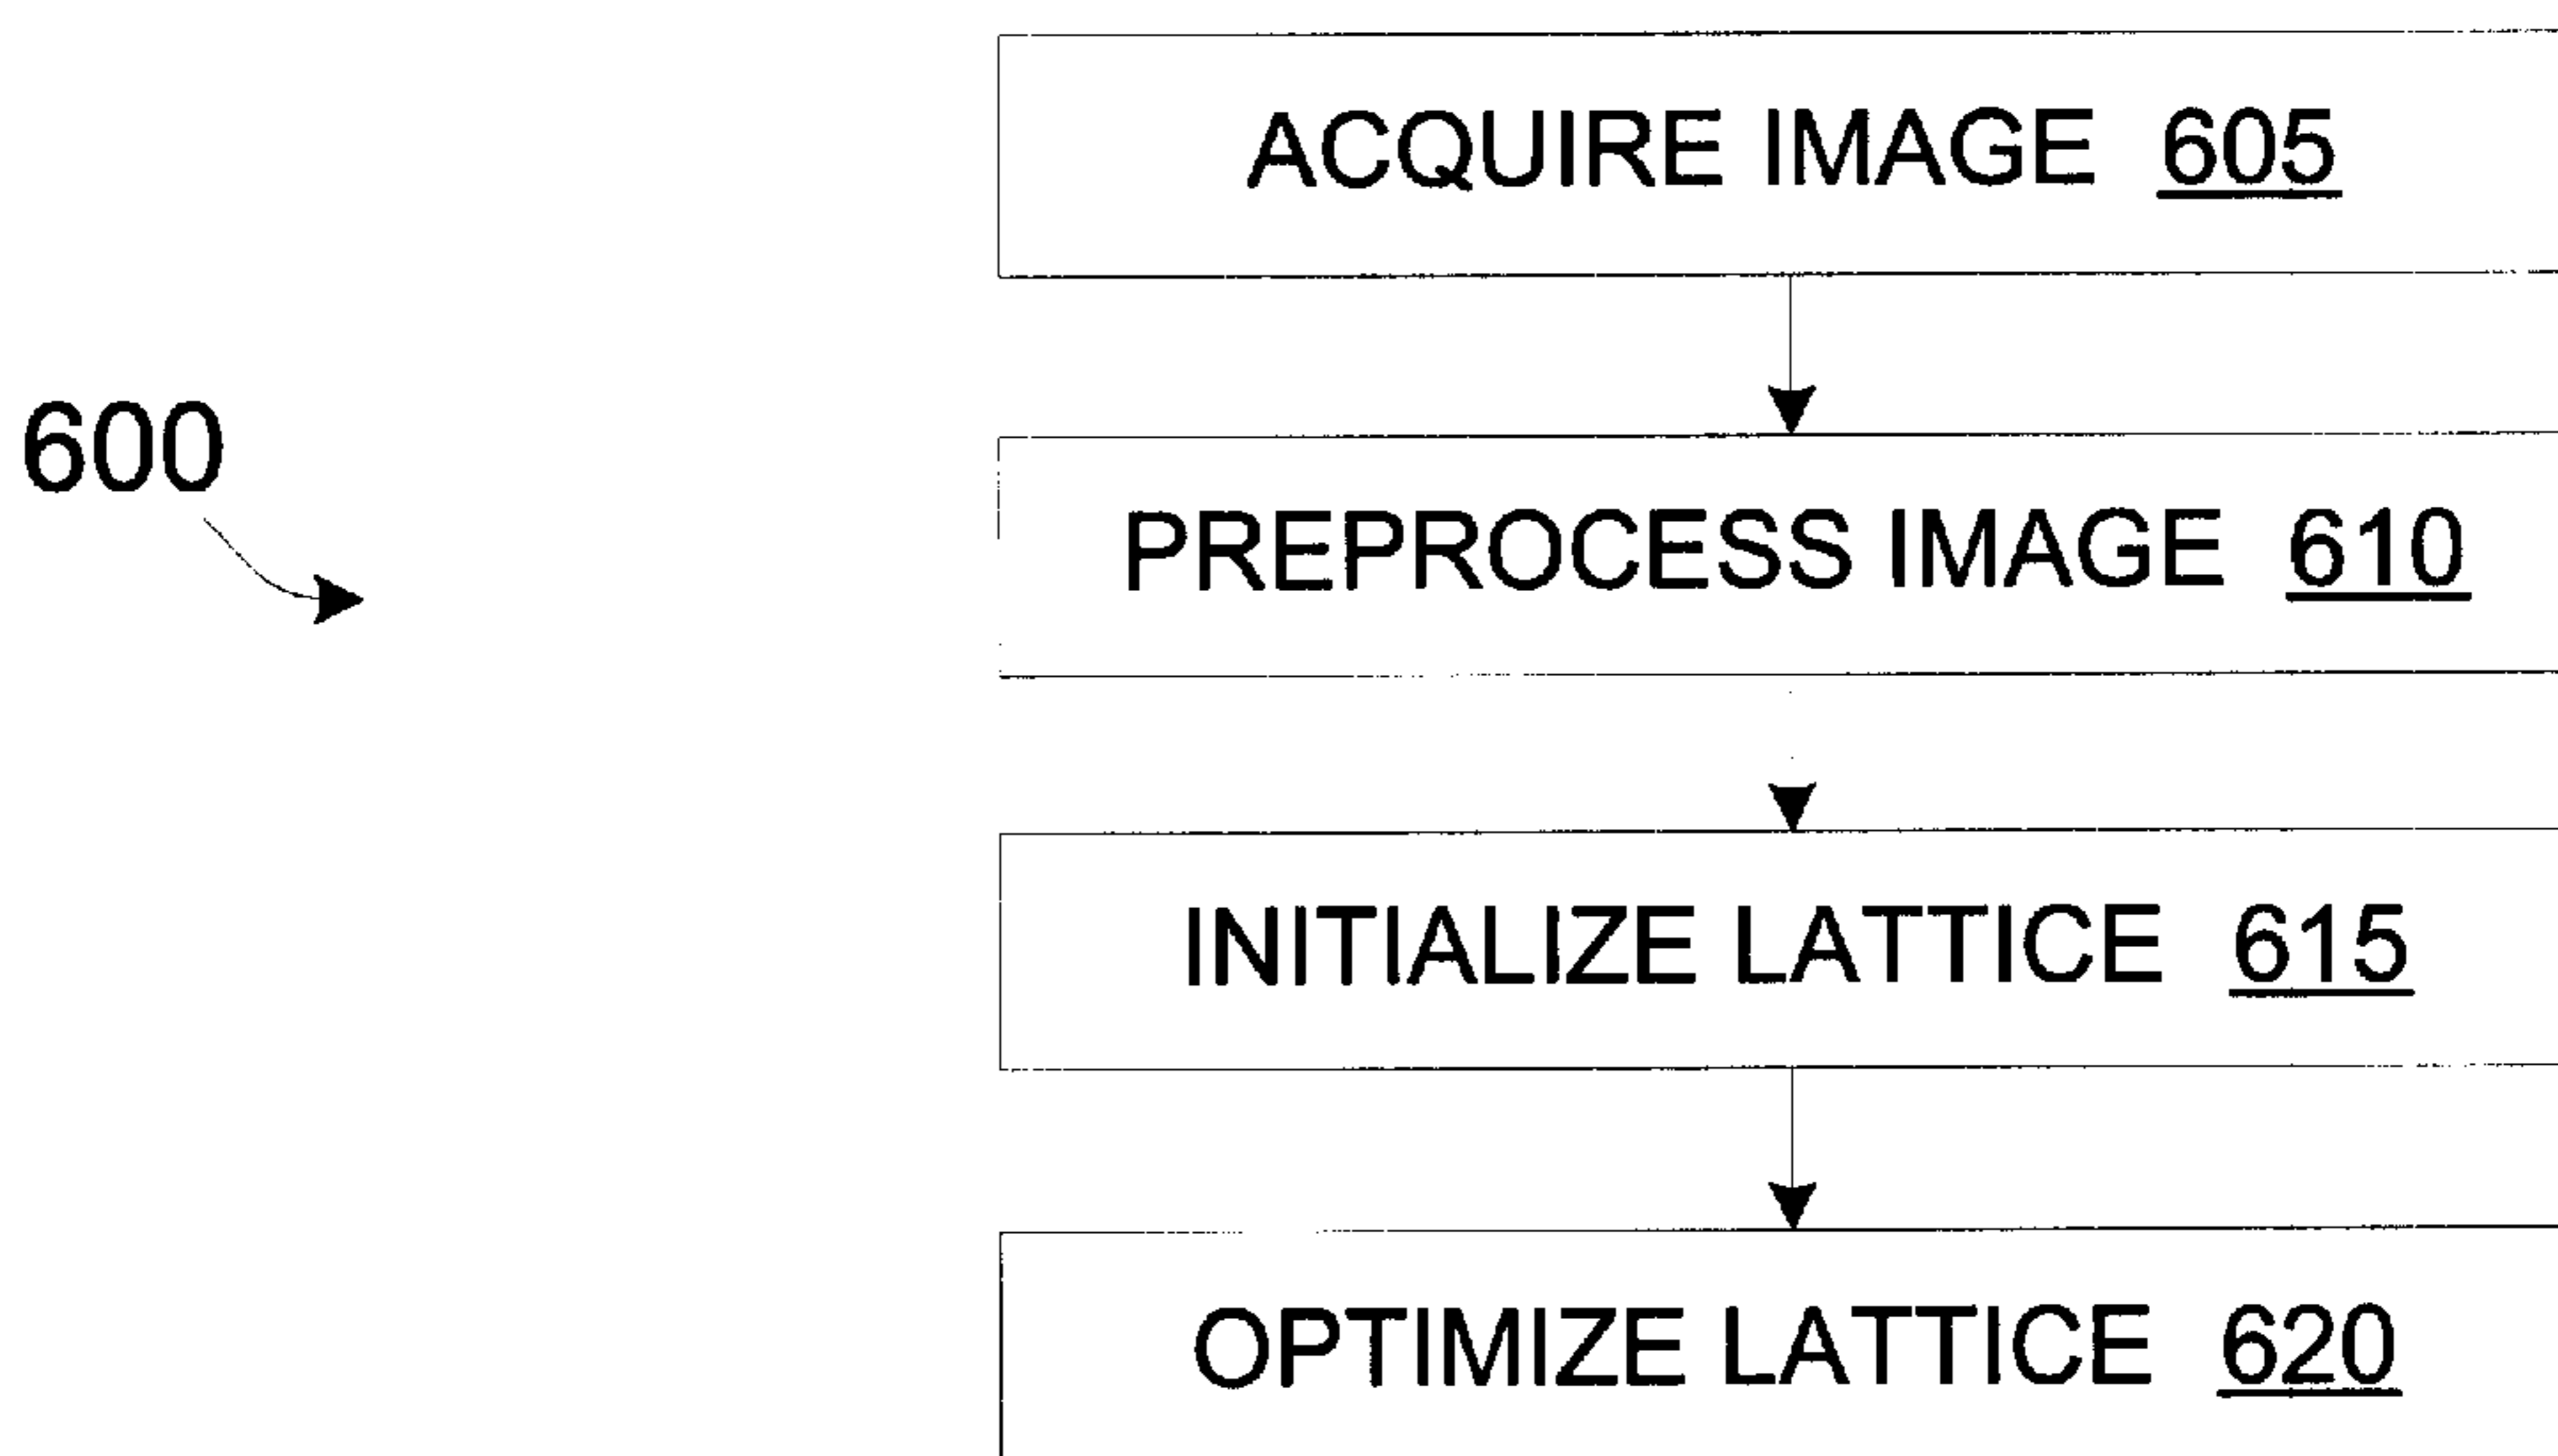 ACQUIRE IMAGE 605
600
PREPROCESS IMAGE 610
INITIALIZE LATTICE 615
OPTIMIZE LATTICE 620